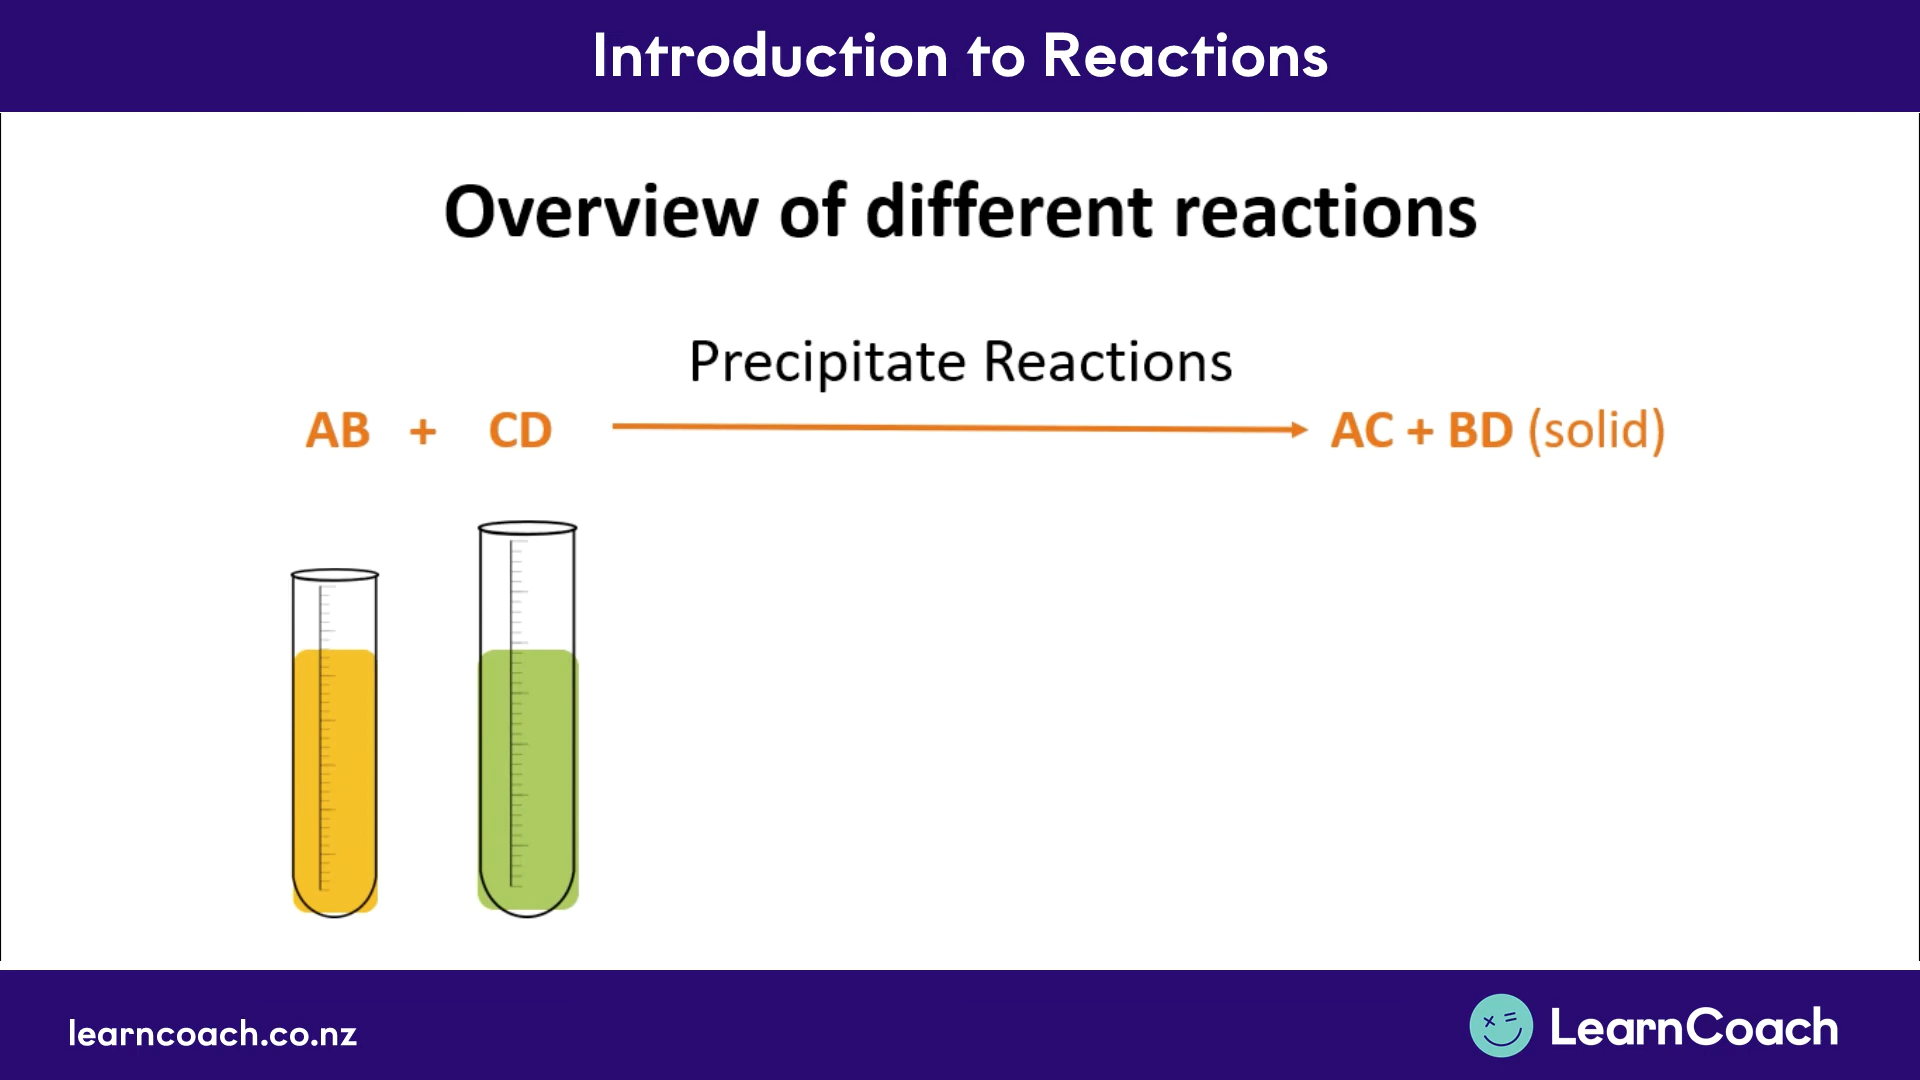 Introduction to Reactions
Overview of different reactions
Precipitate Reactions
AB + CD AC + BD (solid)
learncoach.co.nz
LearnCoach